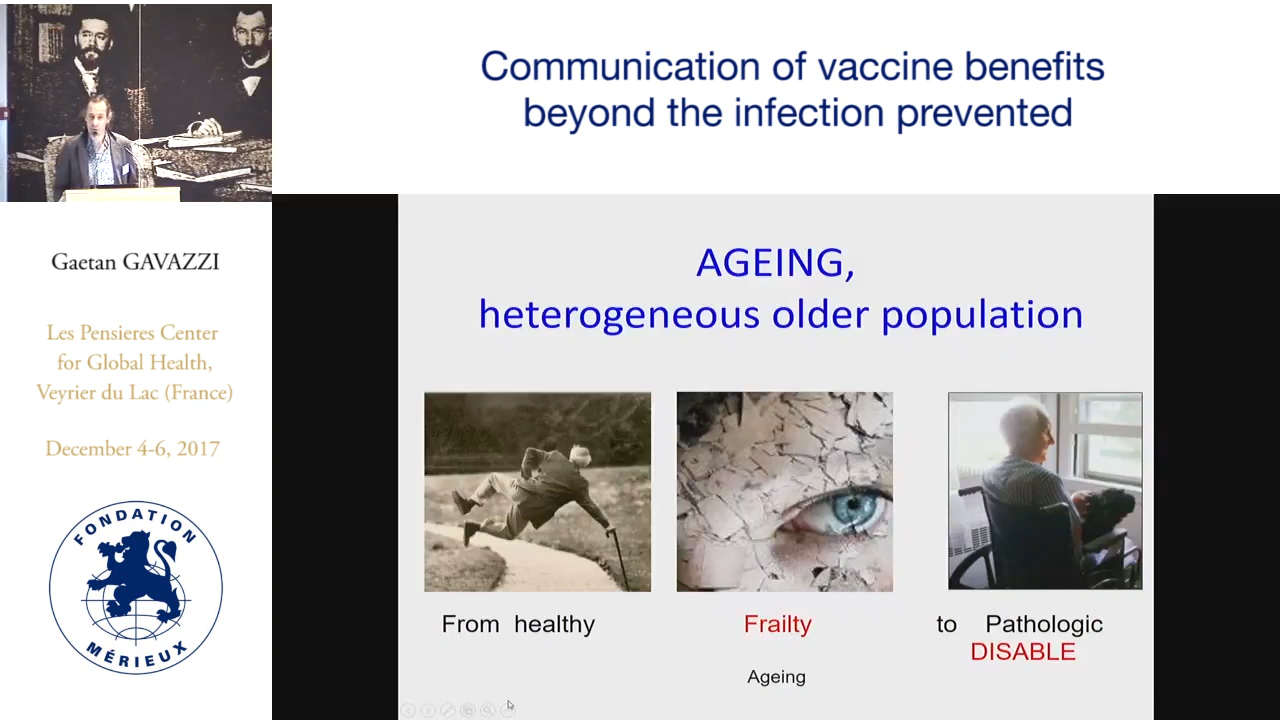 Communication of vaccine benefits
beyond the infection prevented
Gaetan GAVAZZI
Les Pensieres Center
for Global Health,
Veyrier du Lac (France)
December 4-6, 2017
FONDATION
MÉRIEUX
AGEING,
heterogeneous older population
From healthy
Frailty
to Pathologic
DISABLE
Ageing